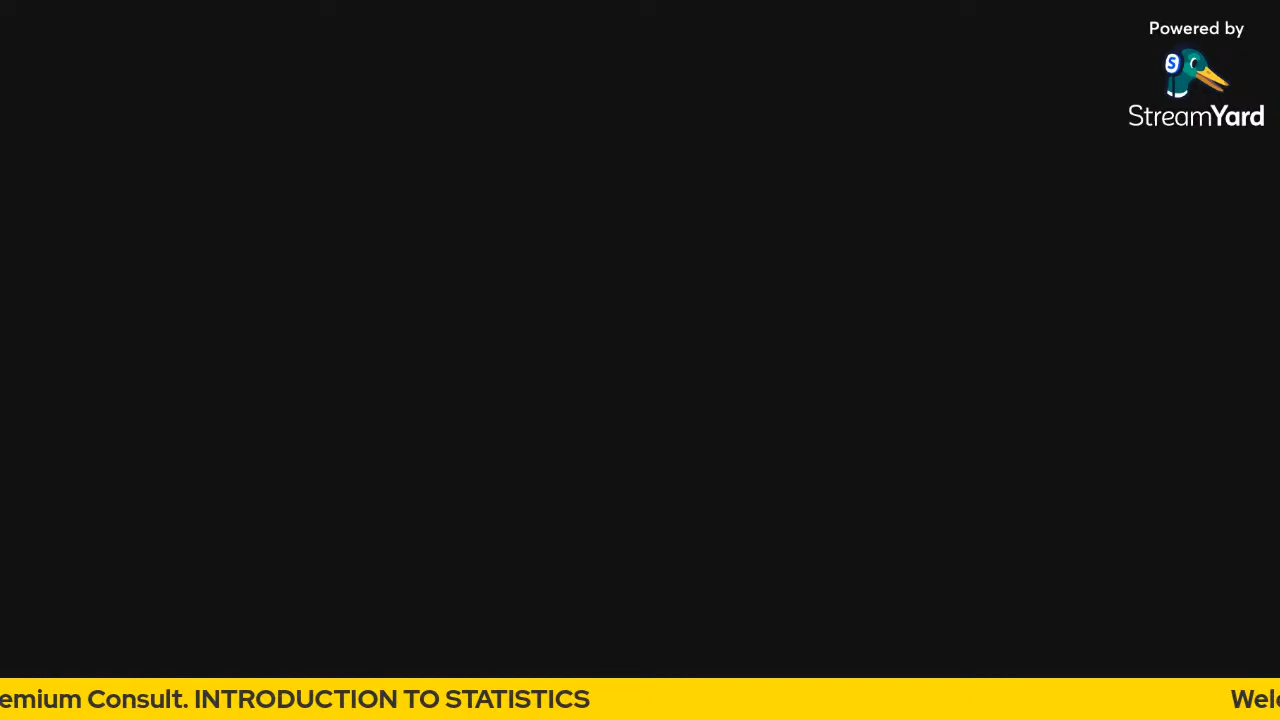 Powered by
S
StreamYard
emium Consult. INTRODUCTION TO STATISTICS
Welc